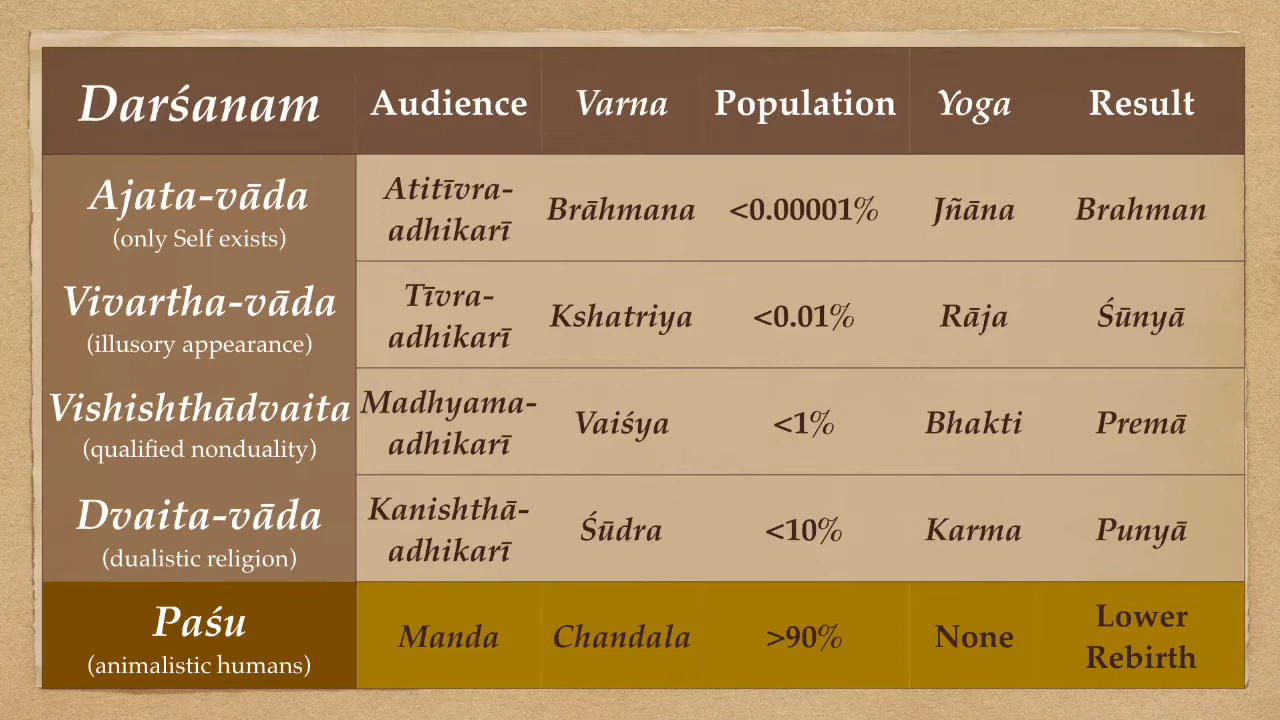 Darśanam Audience Varna Population Yoga Result
Ajata-vāda
(only Self exists)
Atitīvra-
adhikarī
Brāhmana <0.00001% Jñāna Brahman
Vivartha-vāda
(illusory appearance)
Tīvra-
adhikarī
Kshatriya <0.01% Rāja Śūnyā
Vishishthādvaita
(qualified nonduality)
Madhyama-
adhikarī
Vaiśya <1% Bhakti Premā
Dvaita-vāda
(dualistic religion)
Kanishthā-
adhikarī
Śūdra <10% Karma Punyā
Paśu
(animalistic humans)
Manda Chandala >90% None
Lower
Rebirth